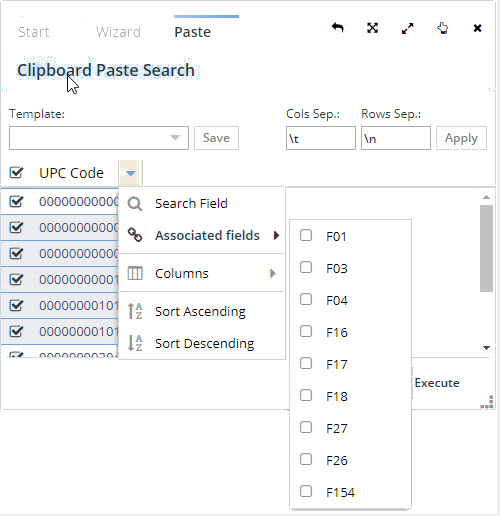 Start Wizard Paste
Clipboard Paste Search
Template: Cols Sep.: Rows Sep.:
Save \t \n Apply
UPC Code
00000000000
Search Field
00000000000
Associated fields
F01
00000000000
F03
00000000001
Columns
F04
00000000101
Sort Ascending
F16
00000000101
Sort Descending
F17
Execute
F18
F27
F26
F154